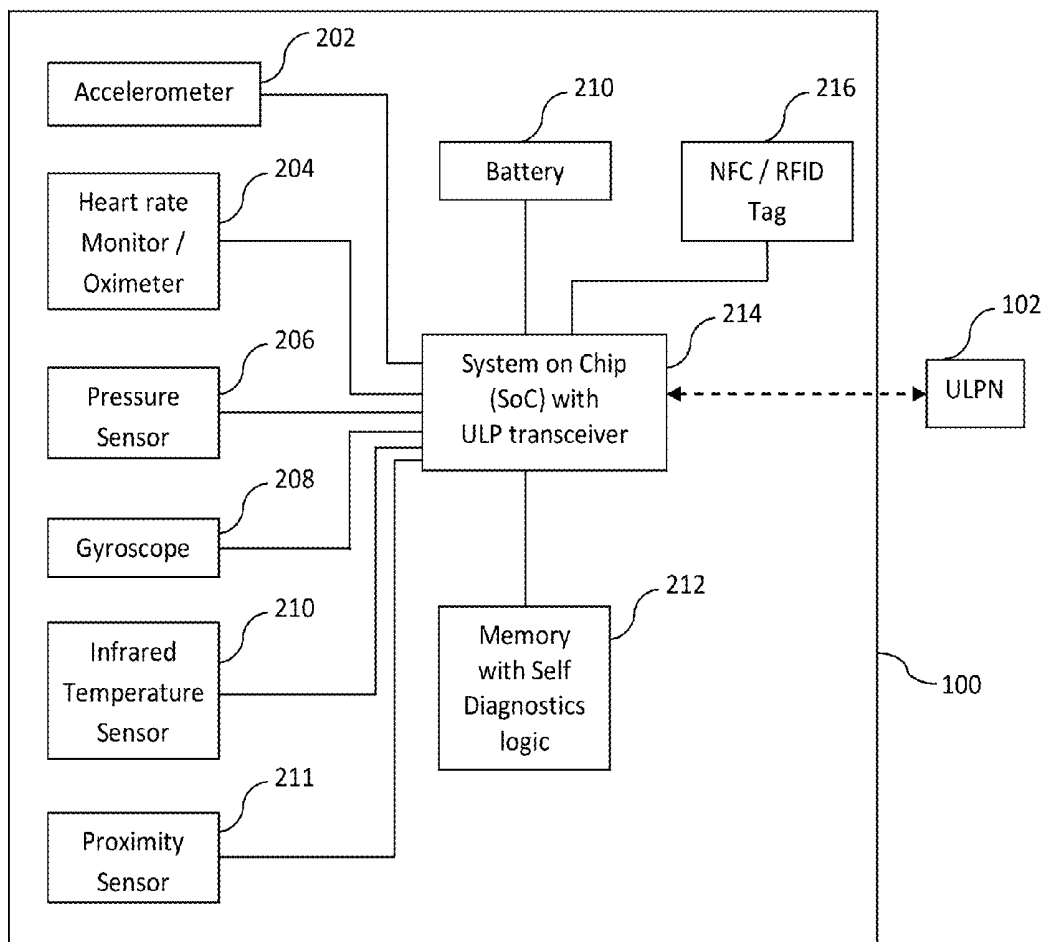 202
Accelerometer
204
Heart rate
Monitor /
Oximeter
206
Pressure
Sensor
208
Gyroscope
210
Infrared
Temperature
Sensor
211
Proximity
Sensor
210
Battery
216
NFC / RFID
Tag
214
System on Chip
(SoC) with
ULP transceiver
102
ULPN
212
Memory
with Self
Diagnostics
logic
100